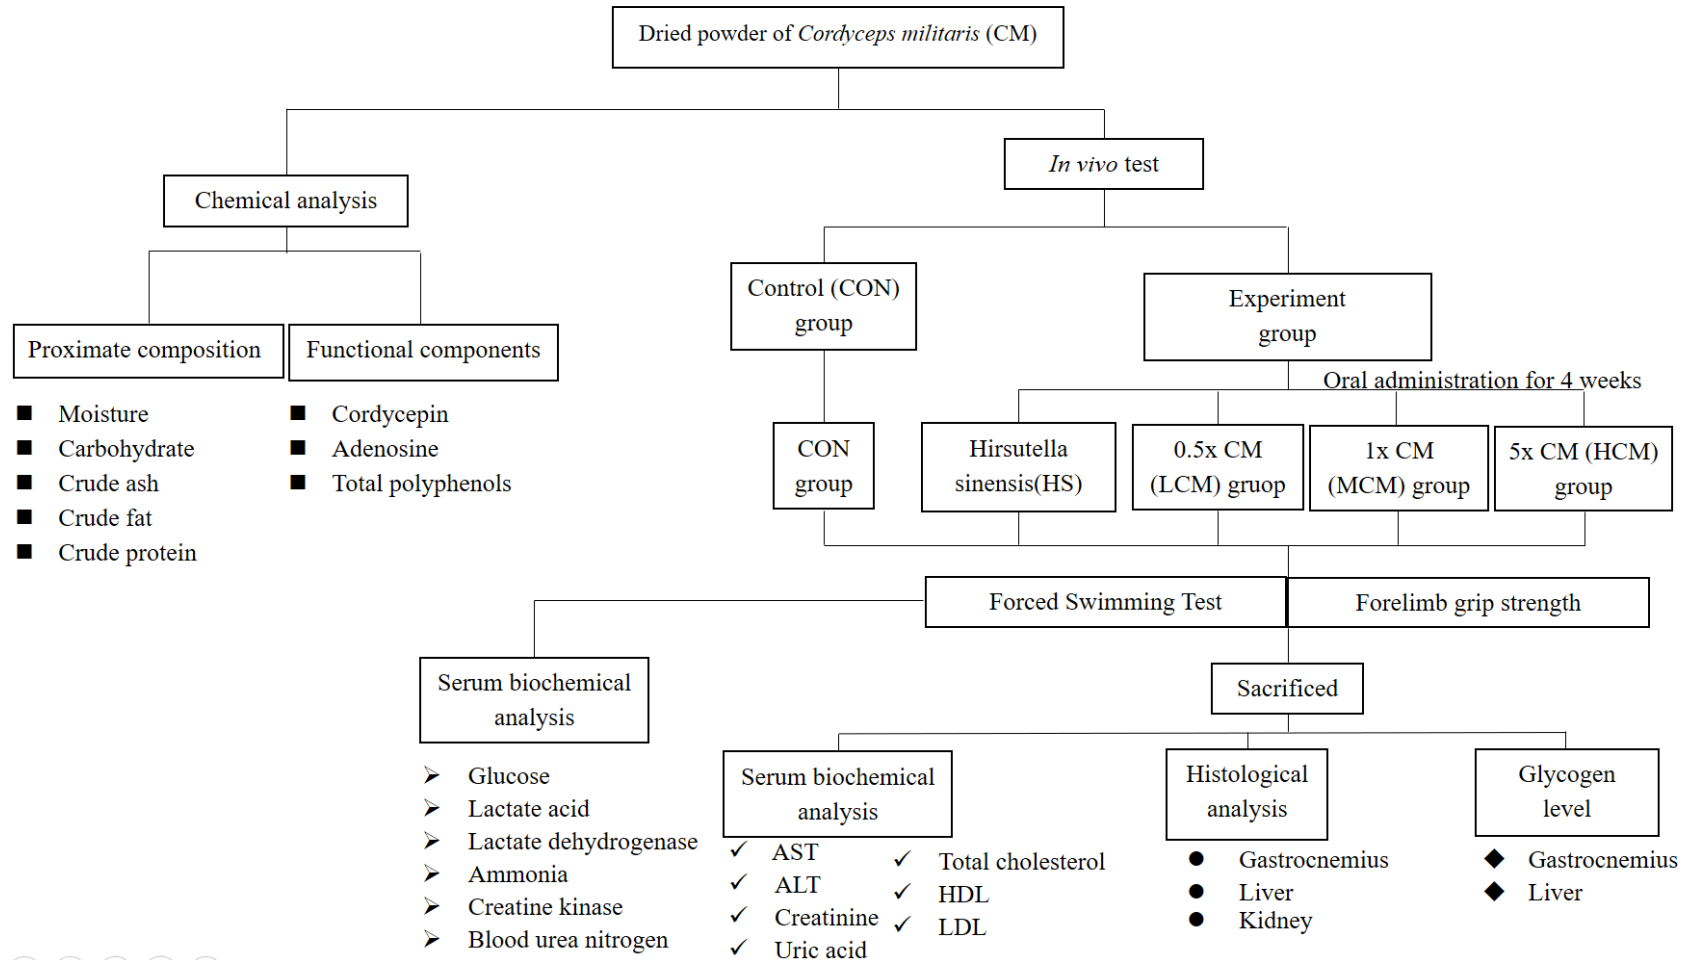 Dried powder of Cordyceps militaris (CM)
In vivo test
Chemical analysis
Proximate composition
Functional components
Moisture
Carbohydrate
Crude ash
Crude fat
Crude protein
Cordycepin
Adenosine
Total polyphenols
Control (CON)
group
Experiment
group
Oral administration for 4 weeks
CON
group
Hirsutella
sinensis(HS)
0.5x CM
(LCM) gruop
1x CM
(MCM) group
5x CM (HCM)
group
Forced Swimming Test
Forelimb grip strength
Serum biochemical
analysis
Glucose
Lactate acid
Lactate dehydrogenase
Ammonia
Creatine kinase
Blood urea nitrogen
Sacrificed
Serum biochemical
analysis
AST
ALT
Creatinine
Uric acid
Total cholesterol
HDL
LDL
Histological
analysis
Gastrocnemius
Liver
Kidney
Glycogen
level
Gastrocnemius
Liver